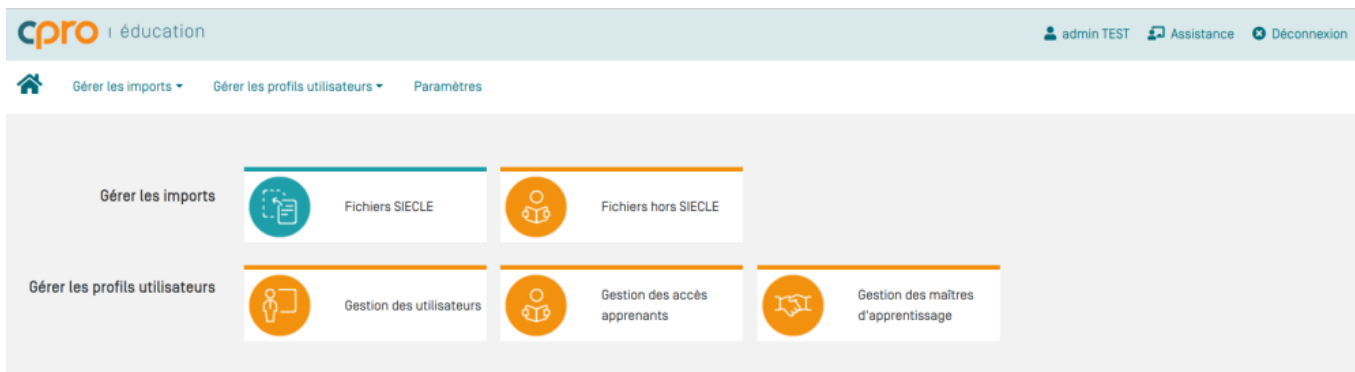 cpro | éducation
admin TEST Assistance Déconnexion
Gérer les imports Gérer les profils utilisateurs Paramètres
Gérer les imports
Fichiers SIECLE
Fichiers hors SIECLE
Gérer les profils utilisateurs
Gestion des utilisateurs
Gestion des accès
apprenants
Gestion des maîtres
d'apprentissage